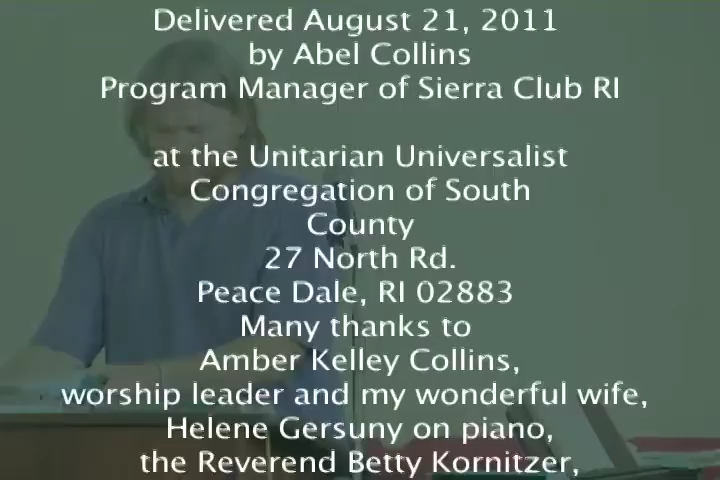 Delivered August 21, 2011
by Abel Collins
Program Manager of Sierra Club RI
at the Unitarian Universalist
Congregation of South
County
27 North Rd.
Peace Dale, RI 02883
Many thanks to
Amber Kelley Collins,
worship leader and my wonderful wife,
Helene Gersuny on piano,
the Reverend Betty Kornitzer,